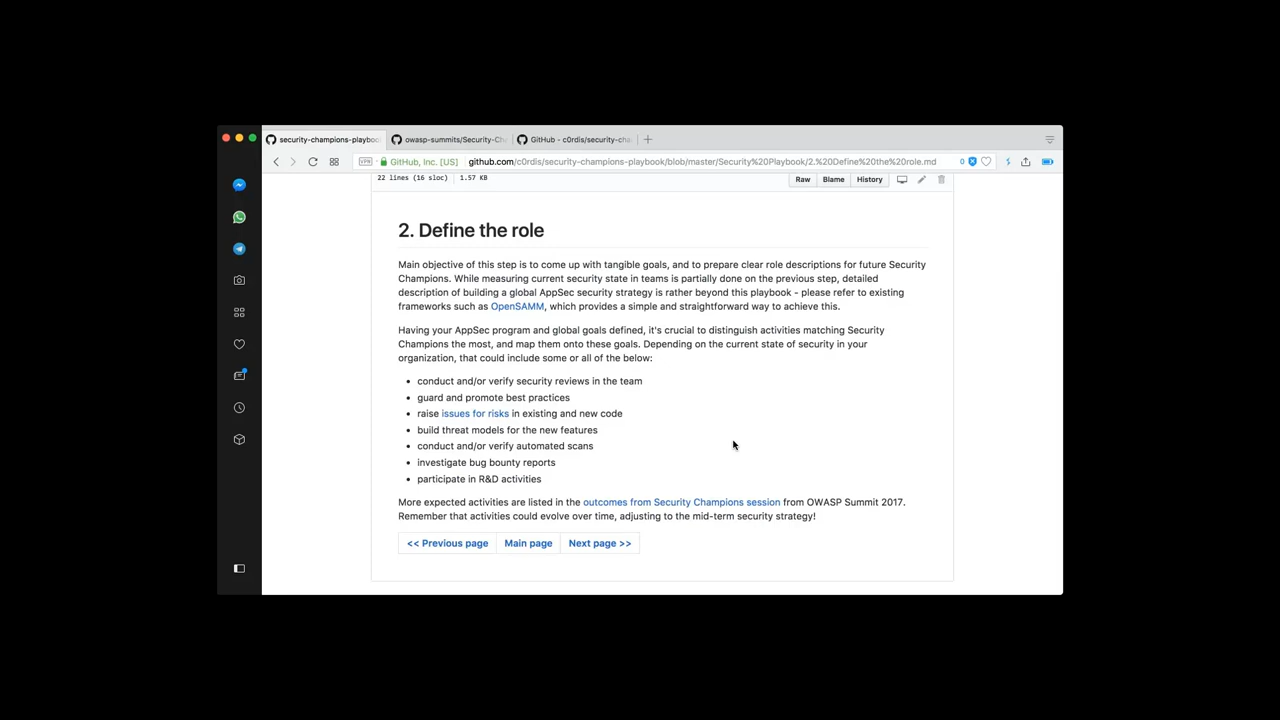 security-champions-playboo
owasp-summits/Security-Ch
GitHub - c0rdis/security-cha
VPN
GitHub, Inc. [US]
github.com/c0rdis/security-champions-playbook/blob/master/Security%20Playbook/2.%20Define%20the%20role.md
0
22 lines (16 sloc) 1.57 KB
Raw Blame History
2. Define the role
Main objective of this step is to come up with tangible goals, and to prepare clear role descriptions for future Security
Champions. While measuring current security state in teams is partially done on the previous step, detailed
description of building a global AppSec security strategy is rather beyond this playbook - please refer to existing
frameworks such as OpenSAMM, which provides a simple and straightforward way to achieve this.
Having your AppSec program and global goals defined, it's crucial to distinguish activities matching Security
Champions the most, and map them onto these goals. Depending on the current state of security in your
organization, that could include some or all of the below:
• conduct and/or verify security reviews in the team
• guard and promote best practices
• raise issues for risks in existing and new code
• build threat models for the new features
• conduct and/or verify automated scans
• investigate bug bounty reports
• participate in R&D activities
More expected activities are listed in the outcomes from Security Champions session from OWASP Summit 2017.
Remember that activities could evolve over time, adjusting to the mid-term security strategy!
<< Previous page Main page Next page >>